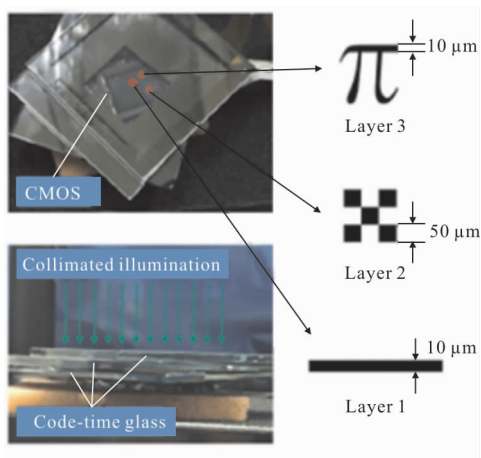 10 μm
π
Layer 3
CMOS
50 μm
Layer 2
Collimated illumination
10 μm
Layer 1
Code-time glass